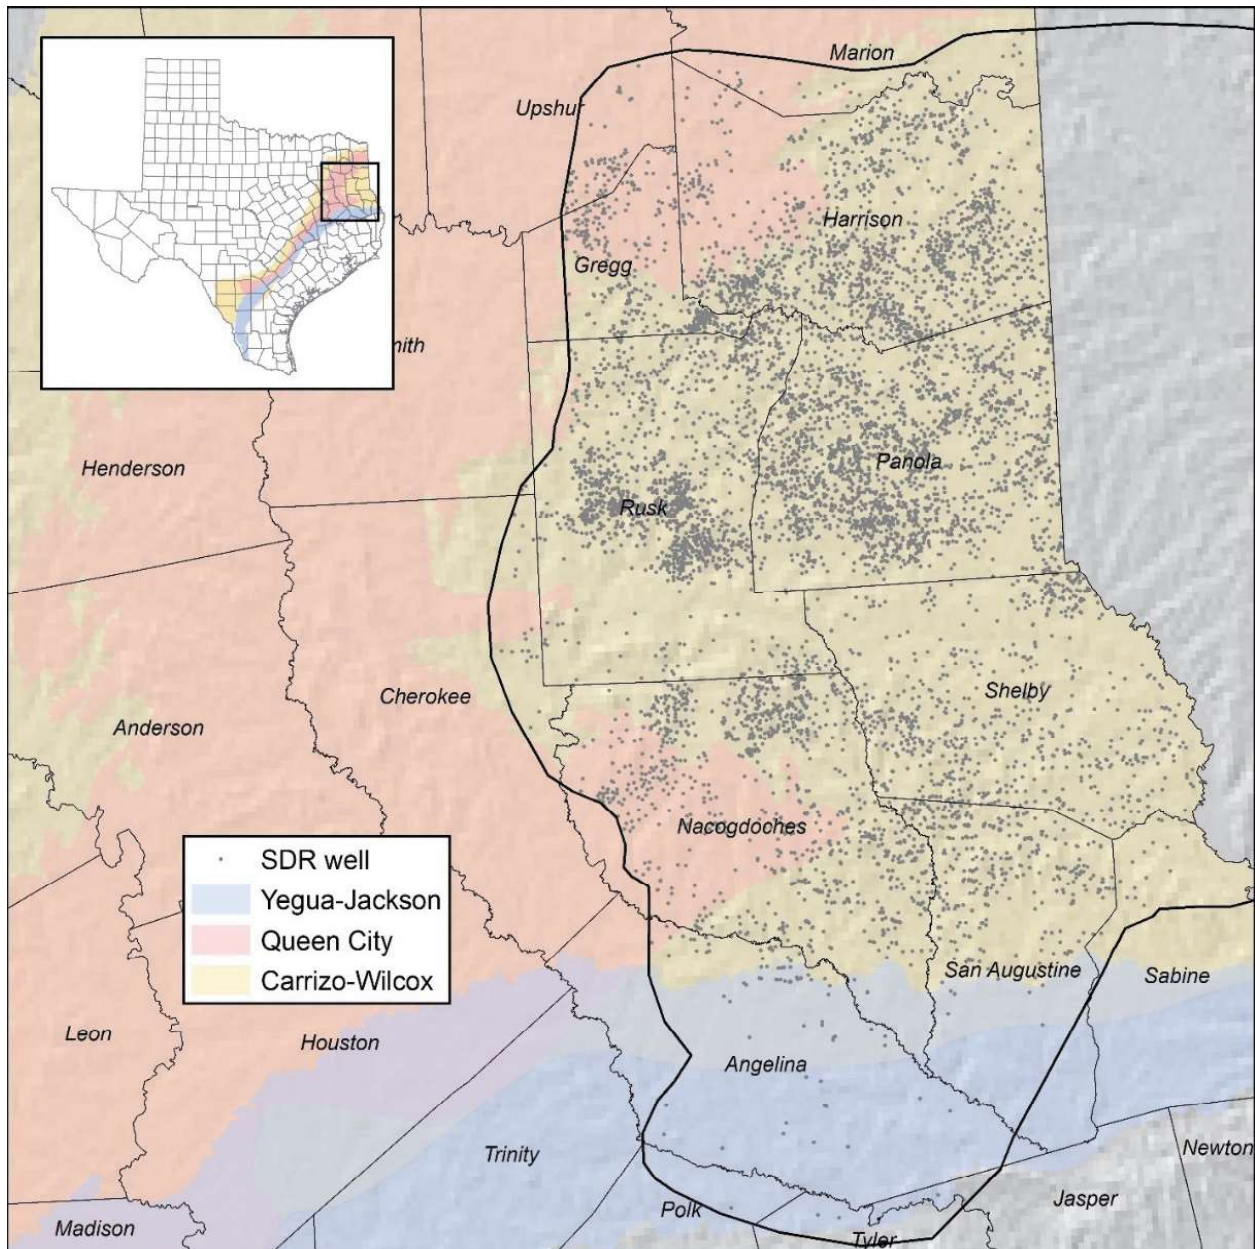 Marion
Upshur
Harrison
Gregg
mith
Henderson
Panola
Rusk
Cherokee
Shelby
Anderson
Nacogdoches
SDR well
Yegua-Jackson
Queen City
Carrizo-Wilcox
San Augustine
Sabine
Leon
Houston
Angelina
Trinity
Newton
Jasper
Polk
Madison
Tyler